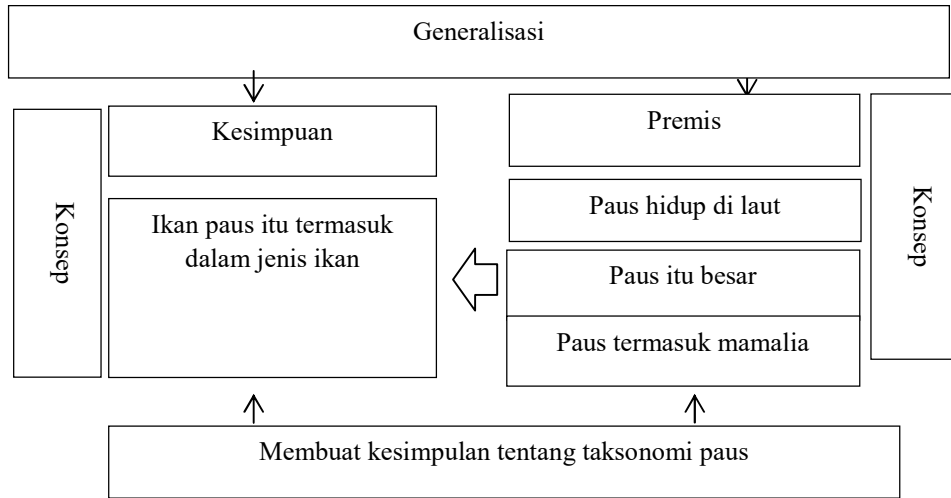 Generalisasi
Kesimpuan
Premis
Konsep
Ikan paus itu termasuk
dalam jenis ikan
Paus hidup di laut
Paus itu besar
Paus termasuk mamalia
Konsep
Membuat kesimpulan tentang taksonomi paus